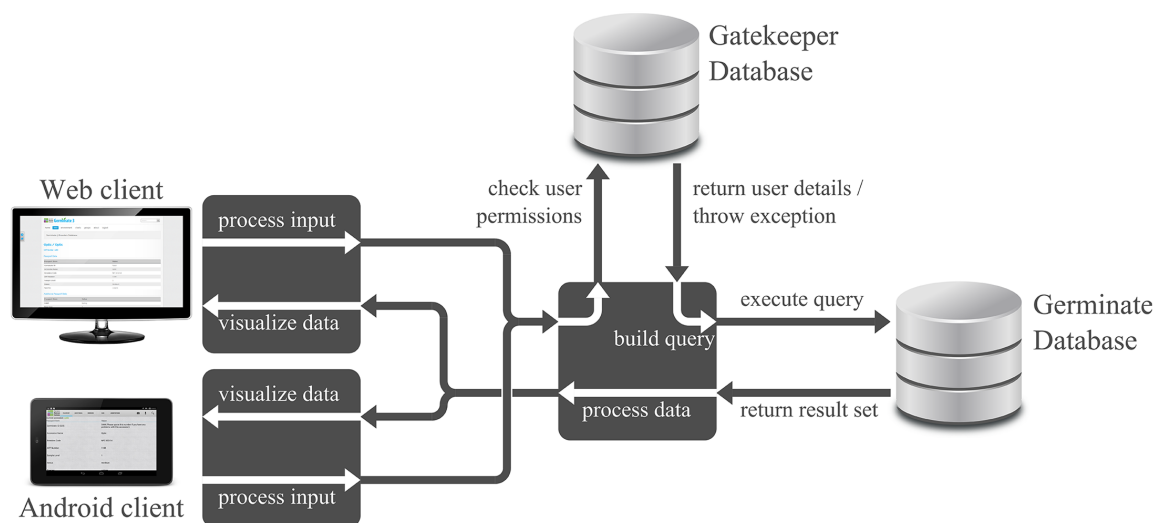 Gatekeeper
Database
check user
permissions
return user details /
throw exception
Web client
process input
visualize data
execute query
build query
Germinate
Database
visualize data
process data
return result set
process input
Android client